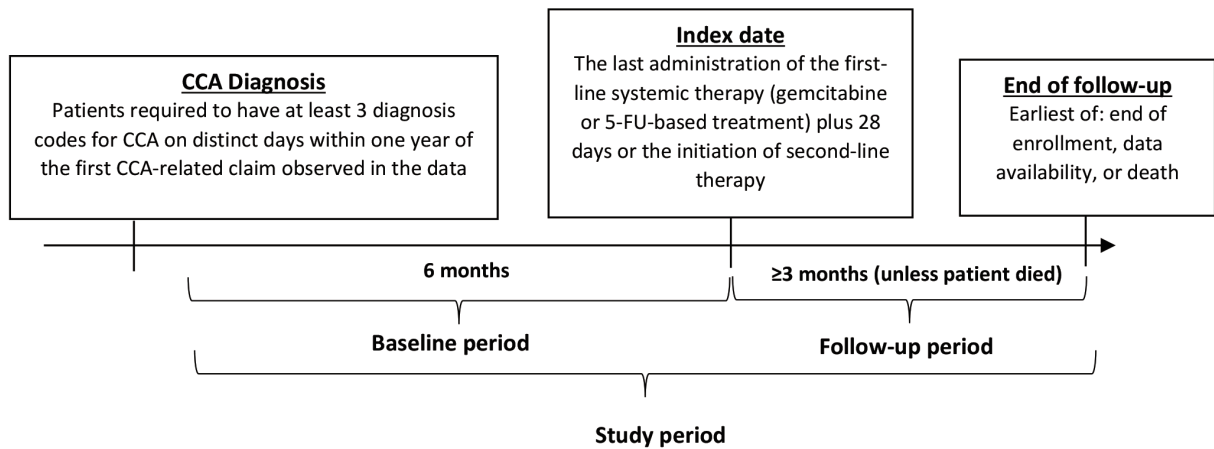 CCA Diagnosis
Patients required to have at least 3 diagnosis
codes for CCA on distinct days within one year of
the first CCA-related claim observed in the data
Index date
The last administration of the first-
line systemic therapy (gemcitabine
or 5-FU-based treatment) plus 28
days or the initiation of second-line
therapy
End of follow-up
Earliest of: end of
enrollment, data
availability, or death
6 months
≥3 months (unless patient died)
Baseline period
Follow-up period
Study period